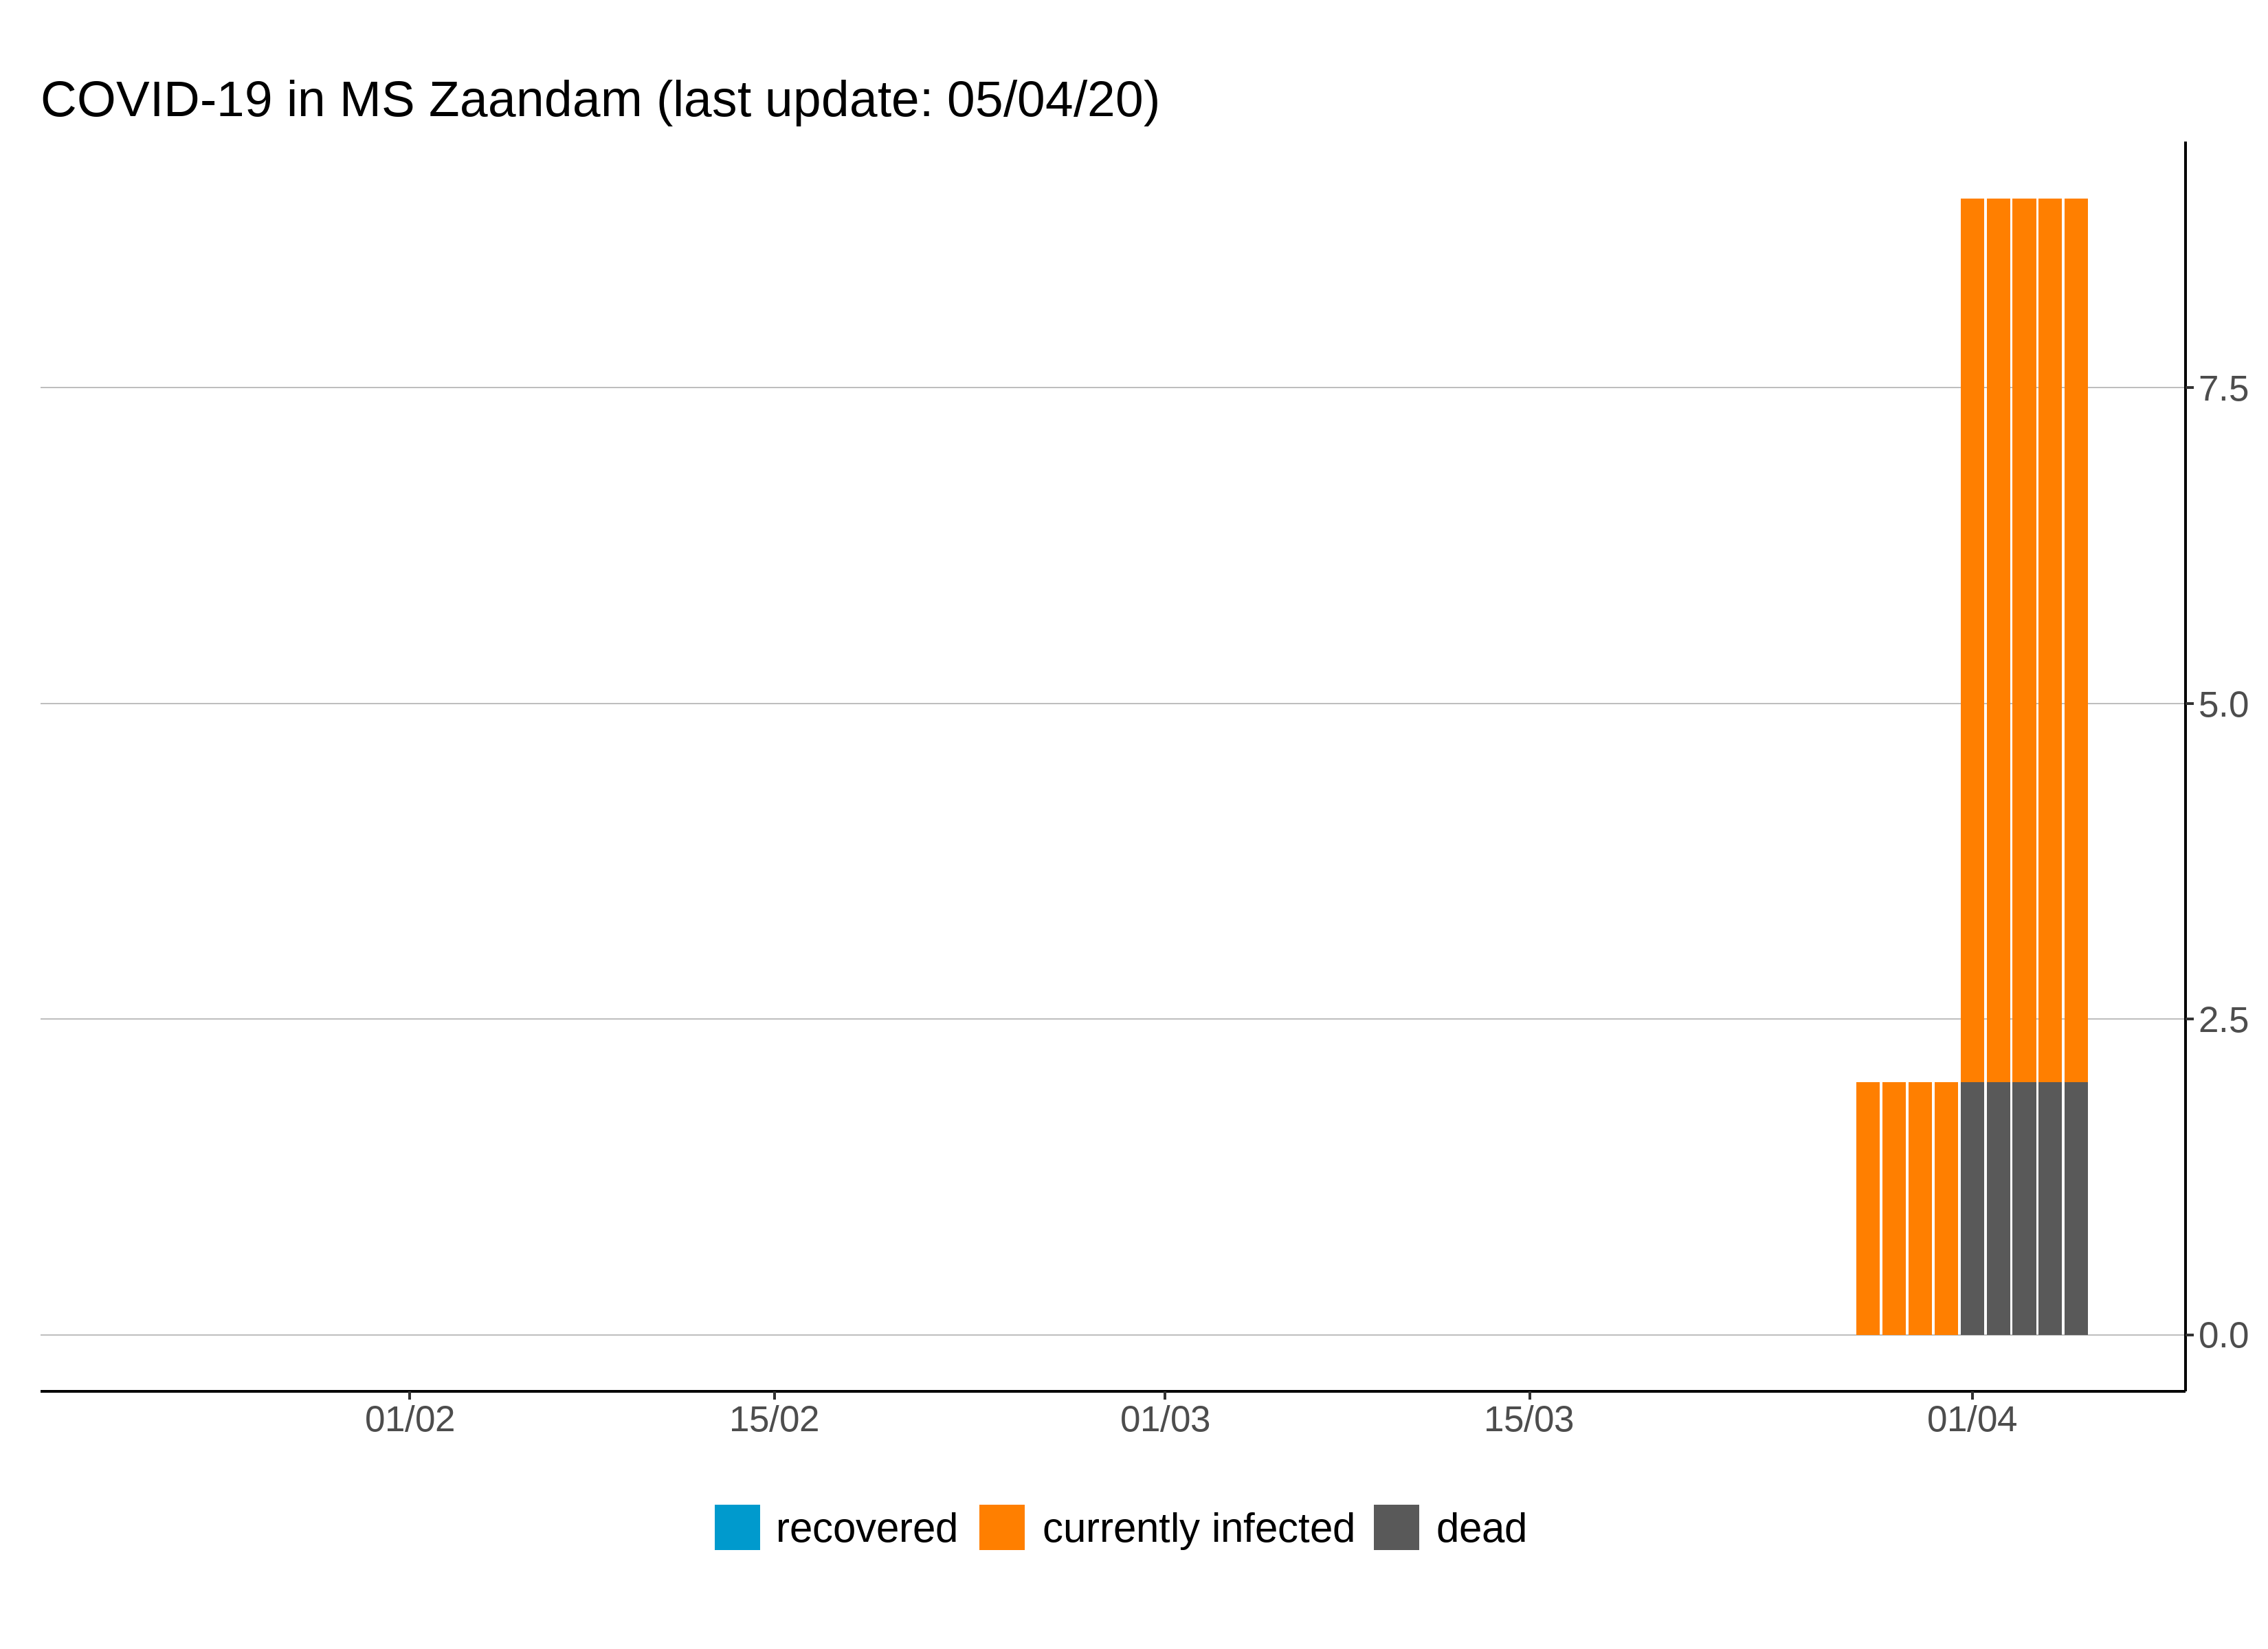 COVID-19 in MS Zaandam (last update: 05/04/20)
7.5
5.0
2.5
0.0
01/02 15/02 01/03 15/03 01/04
recovered currently infected dead